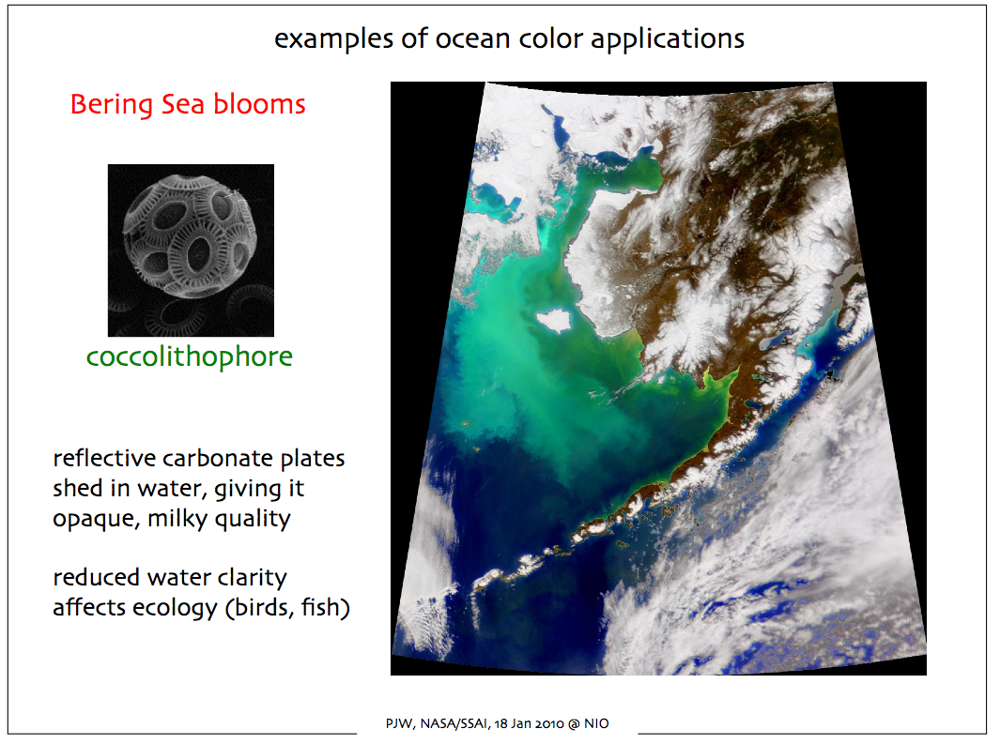 examples of ocean color applications
Bering Sea blooms
coccolithophore
reflective carbonate plates
shed in water, giving it
opaque, milky quality
reduced water clarity
affects ecology (birds, fish)
PJW, NASA/SSAI, 18 Jan 2010 @ NIO